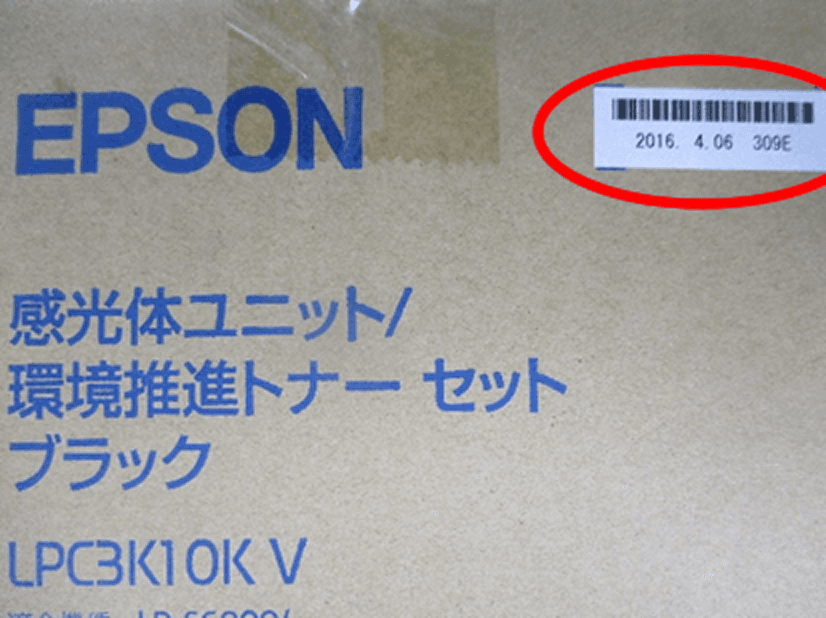 EPSON
2016. 4.06 309E
感光体ユニット/
環境推進トナー セット
ブラック
LPC3K10K V